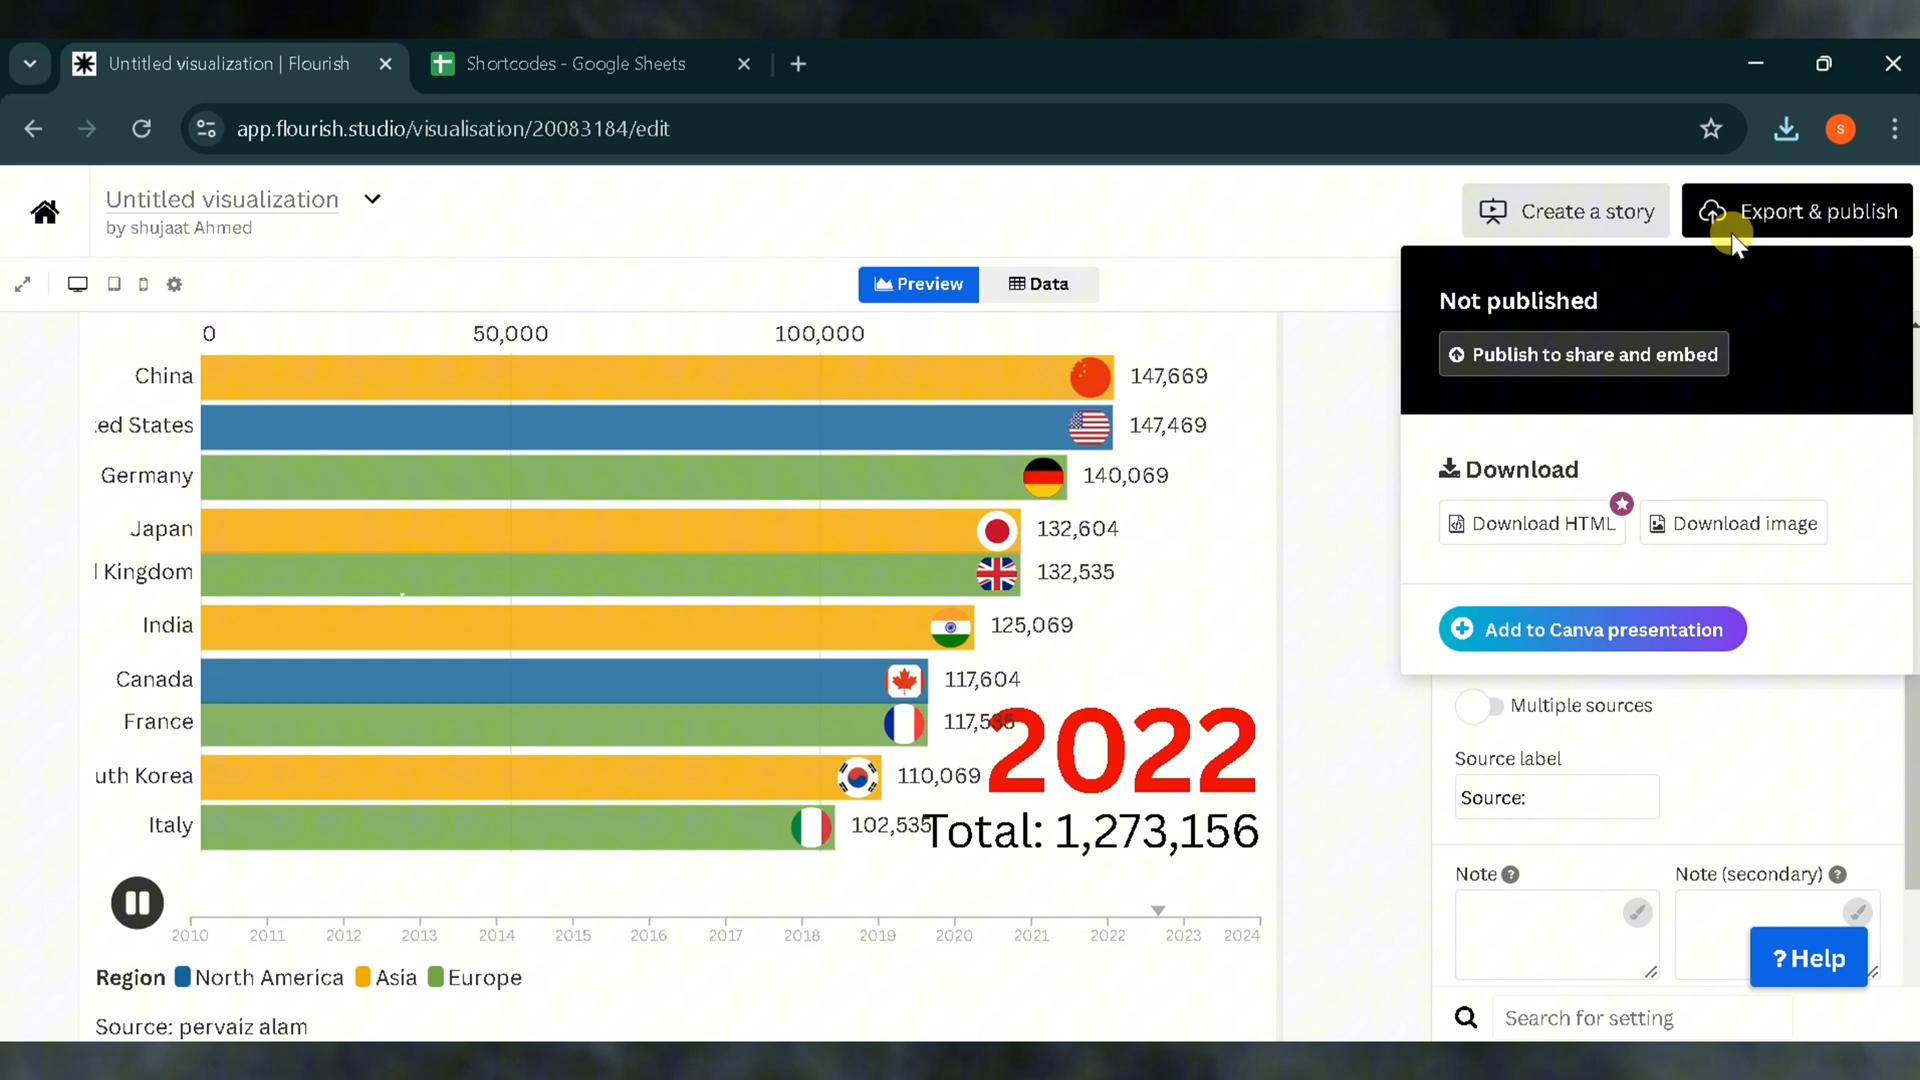 Untitled visualization | Flourish
Shortcodes - Google Sheets
app.flourish.studio/visualisation/20083184/edit
S
Untitled visualization
by shujaat Ahmed
Create a story
Export & publish
Preview
Data
Not published
Publish to share and embed
Download
Download HTML
Download image
Add to Canva presentation
0 50,000 100,000
China 147,669
ed States 147,469
Germany 140,069
Japan 132,604
l Kingdom 132,535
India 125,069
Canada 117,604
France 117,535
uth Korea 110,069
Italy 102,535
2022
Total: 1,273,156
2010 2011 2012 2013 2014 2015 2016 2017 2018 2019 2020 2021 2022 2023 2024
Region North America Asia Europe
Source: pervaiz alam
Multiple sources
Source label
Source:
Note ?
Note (secondary) ?
? Help
Search for setting